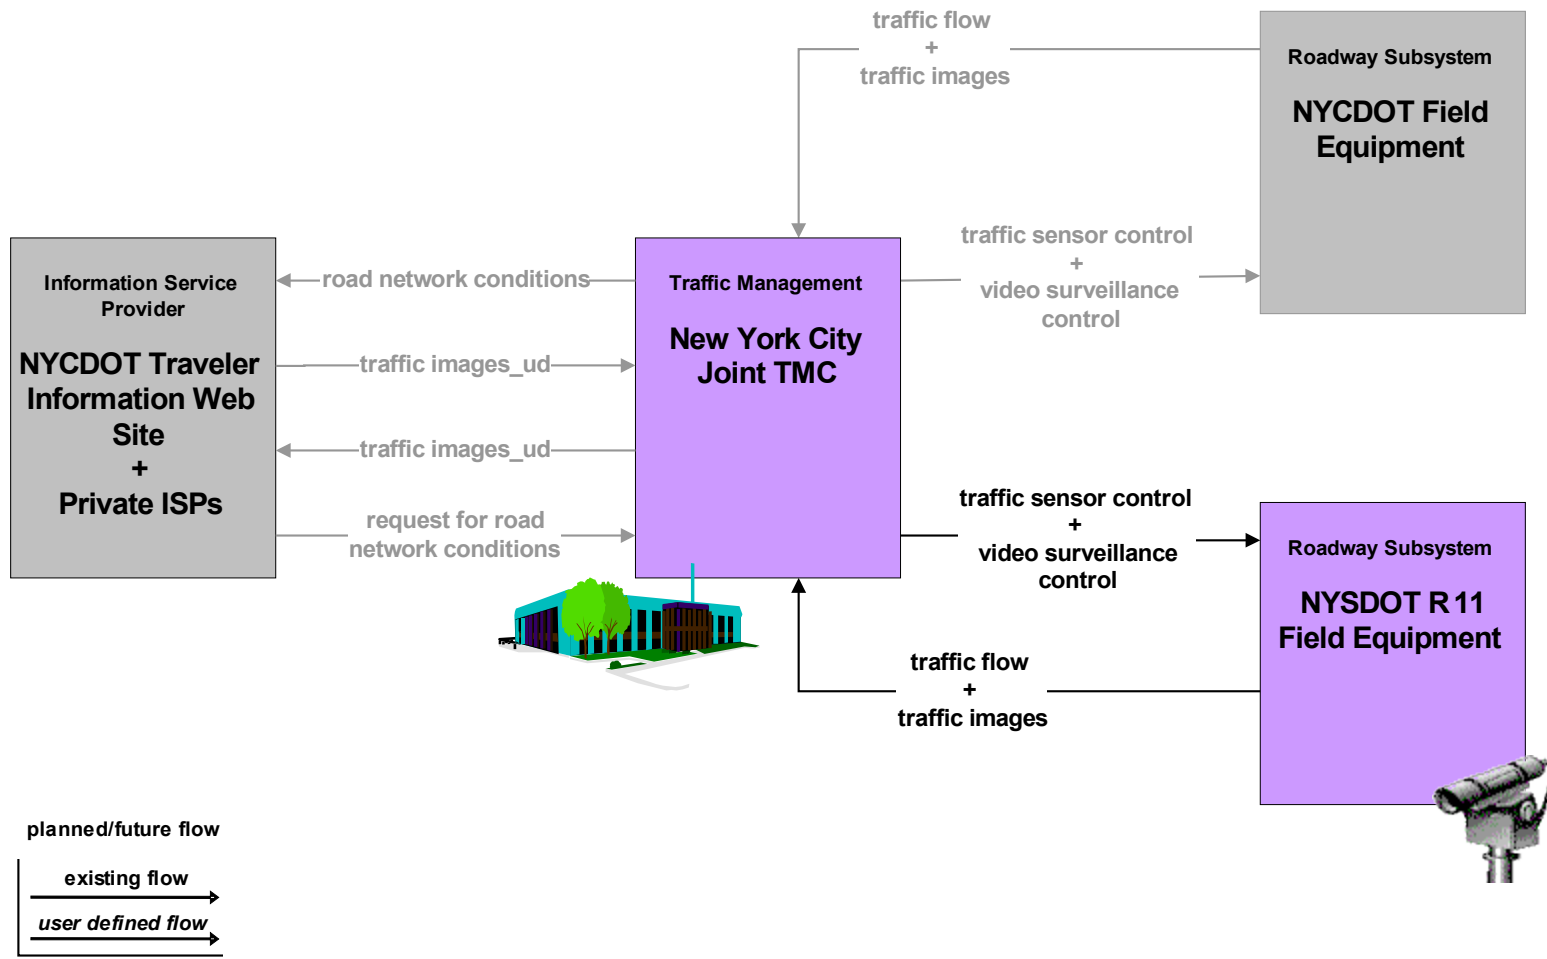 traffic flow
+
traffic images
Roadway Subsystem
NYCDOT Field
Equipment
traffic sensor control
+
video surveillance
control
Information Service
Provider
NYCDOT Traveler
Information Web
Site
+
Private ISPs
road network conditions
traffic images_ud
traffic images_ud
request for road
network conditions
Traffic Management
New York City
Joint TMC
traffic sensor control
+
video surveillance
control
Roadway Subsystem
NYSDOT R 11
Field Equipment
traffic flow
+
traffic images
planned/future flow
existing flow
user defined flow